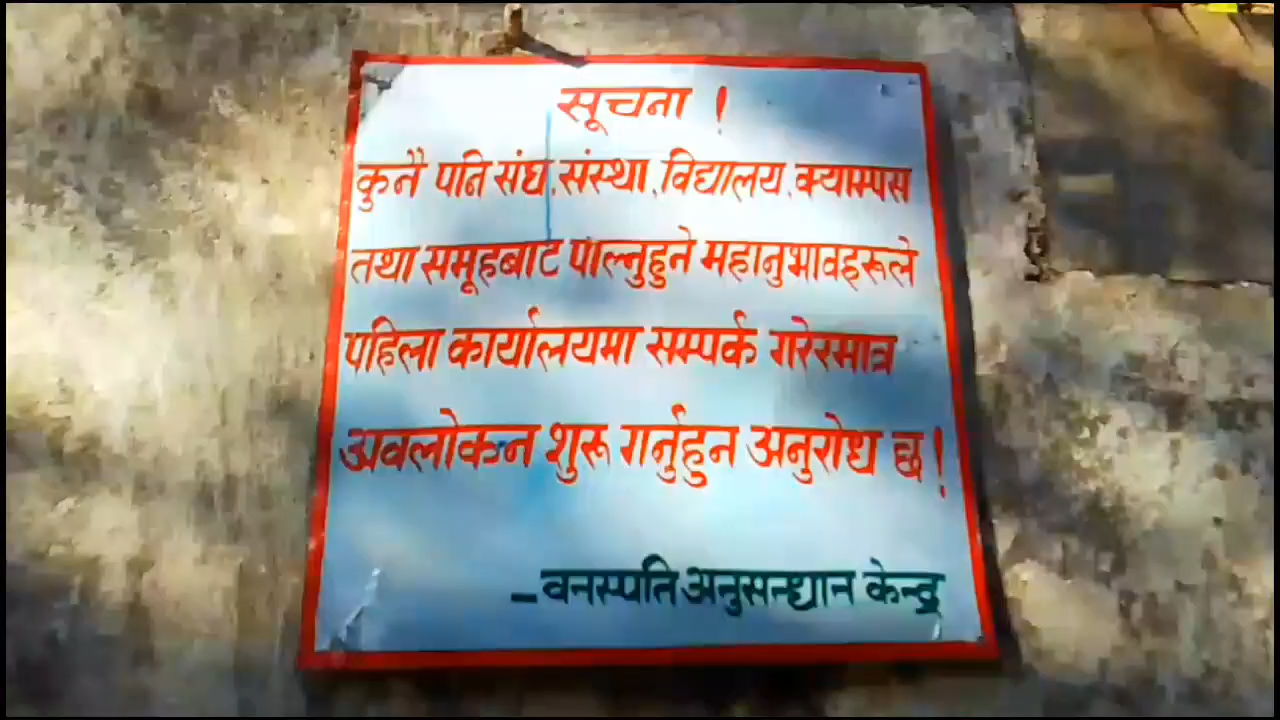 सूचना !
कुनै पनि संघ, संस्था, विद्यालय, क्याम्पस
तथा समूहबाट पाल्नुहुने महानुभावहरूले
पहिला कार्यालयमा सम्पर्क गरेरमात्र
अवलोकन शुरू गर्नुहुन अनुरोध छ !
– वनस्पति अनुसन्धान केन्द्र